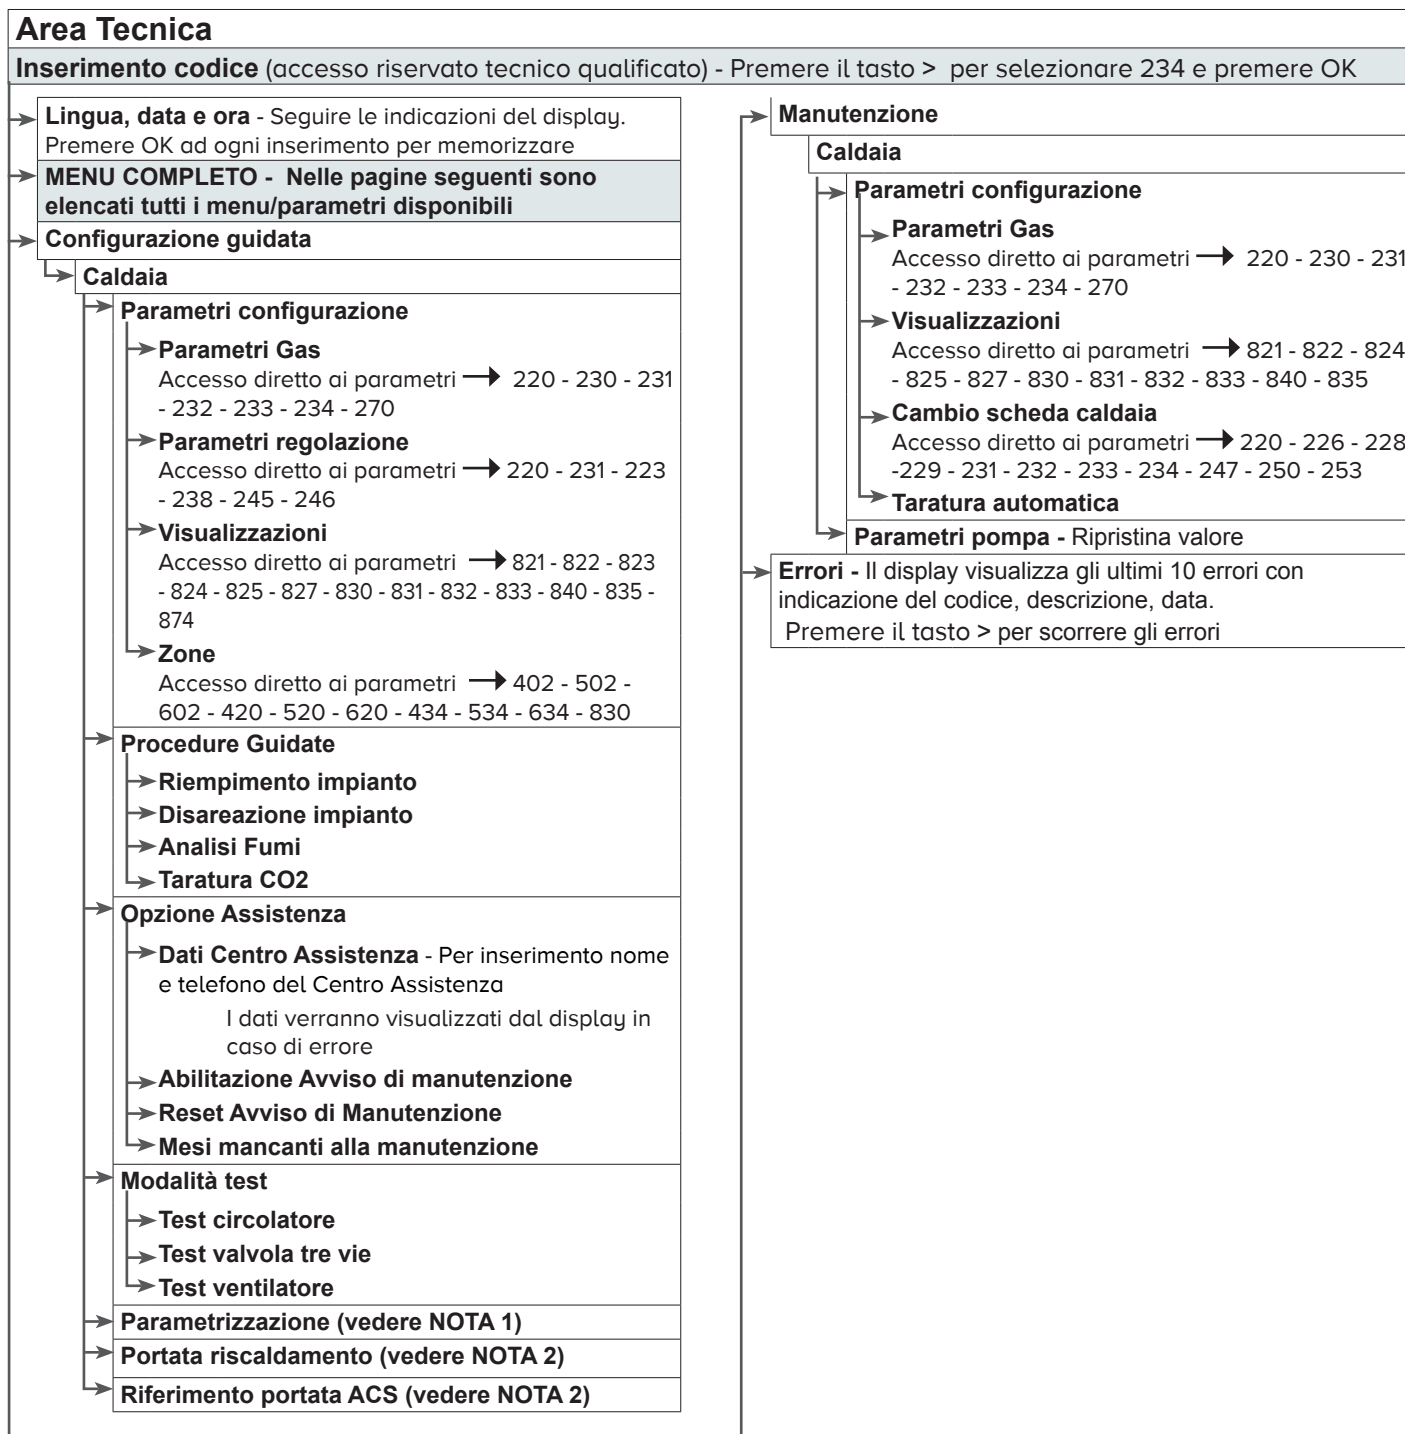 Area Tecnica
Inserimento codice (accesso riservato tecnico qualificato) - Premere il tasto > per selezionare 234 e premere OK
Lingua, data e ora - Seguire le indicazioni del display.
Premere OK ad ogni inserimento per memorizzare
MENU COMPLETO - Nelle pagine seguenti sono
elencati tutti i menu/parametri disponibili
Configurazione guidata
Caldaia
Parametri configurazione
Parametri Gas
Accesso diretto ai parametri → 220 - 230 - 231
- 232 - 233 - 234 - 270
Parametri regolazione
Accesso diretto ai parametri → 220 - 231 - 223
- 238 - 245 - 246
Visualizzazioni
Accesso diretto ai parametri → 821 - 822 - 823
- 824 - 825 - 827 - 830 - 831 - 832 - 833 - 840 - 835 -
874
Zone
Accesso diretto ai parametri → 402 - 502 -
602 - 420 - 520 - 620 - 434 - 534 - 634 - 830
Procedure Guidate
Riempimento impianto
Disareazione impianto
Analisi Fumi
Taratura CO2
Opzione Assistenza
Dati Centro Assistenza - Per inserimento nome
e telefono del Centro Assistenza
I dati verranno visualizzati dal display in
caso di errore
Abilitazione Avviso di manutenzione
Reset Avviso di Manutenzione
Mesi mancanti alla manutenzione
Modalità test
Test circolatore
Test valvola tre vie
Test ventilatore
Parametrizzazione (vedere NOTA 1)
Portata riscaldamento (vedere NOTA 2)
Riferimento portata ACS (vedere NOTA 2)
Manutenzione
Caldaia
Parametri configurazione
Parametri Gas
Accesso diretto ai parametri → 220 - 230 - 231
- 232 - 233 - 234 - 270
Visualizzazioni
Accesso diretto ai parametri → 821 - 822 - 824
- 825 - 827 - 830 - 831 - 832 - 833 - 840 - 835
Cambio scheda caldaia
Accesso diretto ai parametri → 220 - 226 - 228
-229 - 231 - 232 - 233 - 234 - 247 - 250 - 253
Taratura automatica
Parametri pompa - Ripristina valore
Errori - Il display visualizza gli ultimi 10 errori con
indicazione del codice, descrizione, data.
Premere il tasto > per scorrere gli errori